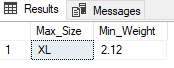 Results Messages
Max_Size Min_Weight
1 XL 2.12